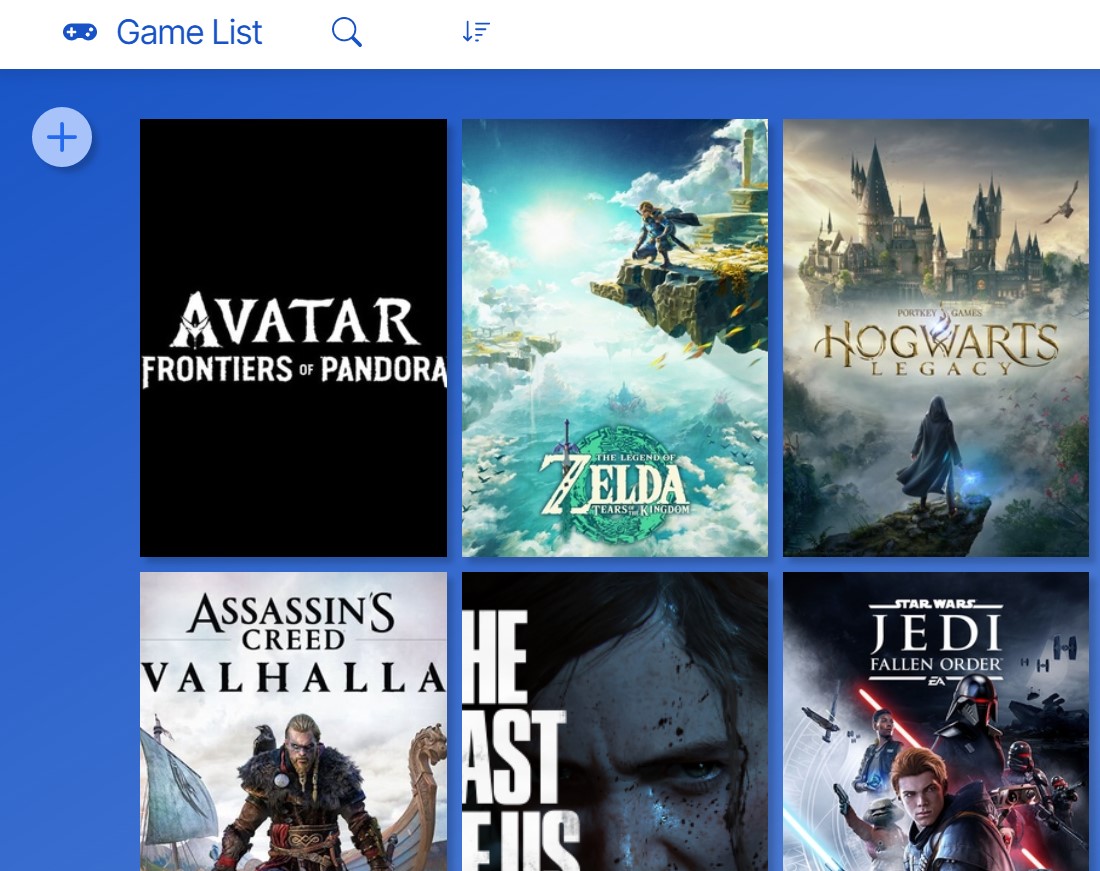 Game List
AVATAR
FRONTIERS OF PANDORA
THE LEGEND OF
ZELDA
TEARS OF THE KINGDOM
PORTKEY GAMES
HOGWARTS
LEGACY
ASSASSIN'S
CREED
VALHALLA
HE
AST
F US
STAR WARS
JEDI
FALLEN ORDER
EA